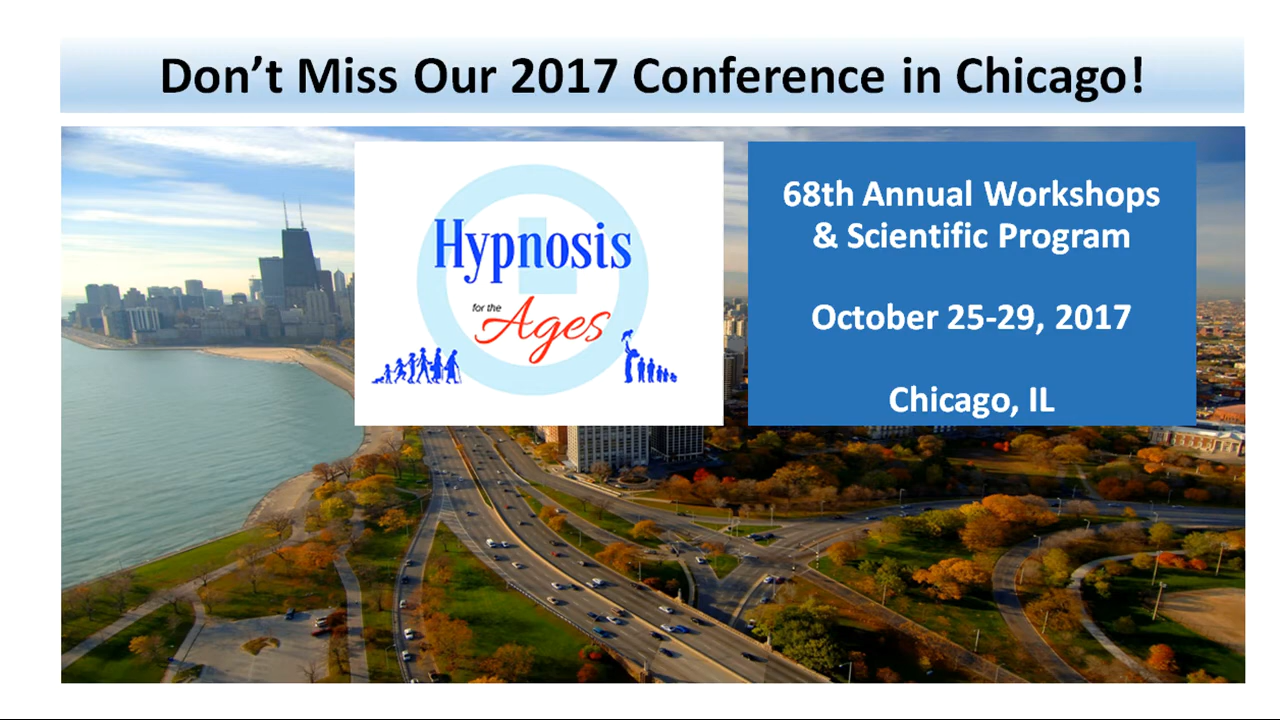 Don’t Miss Our 2017 Conference in Chicago!
Hypnosis
for the
Ages
68th Annual Workshops
& Scientific Program
October 25-29, 2017
Chicago, IL